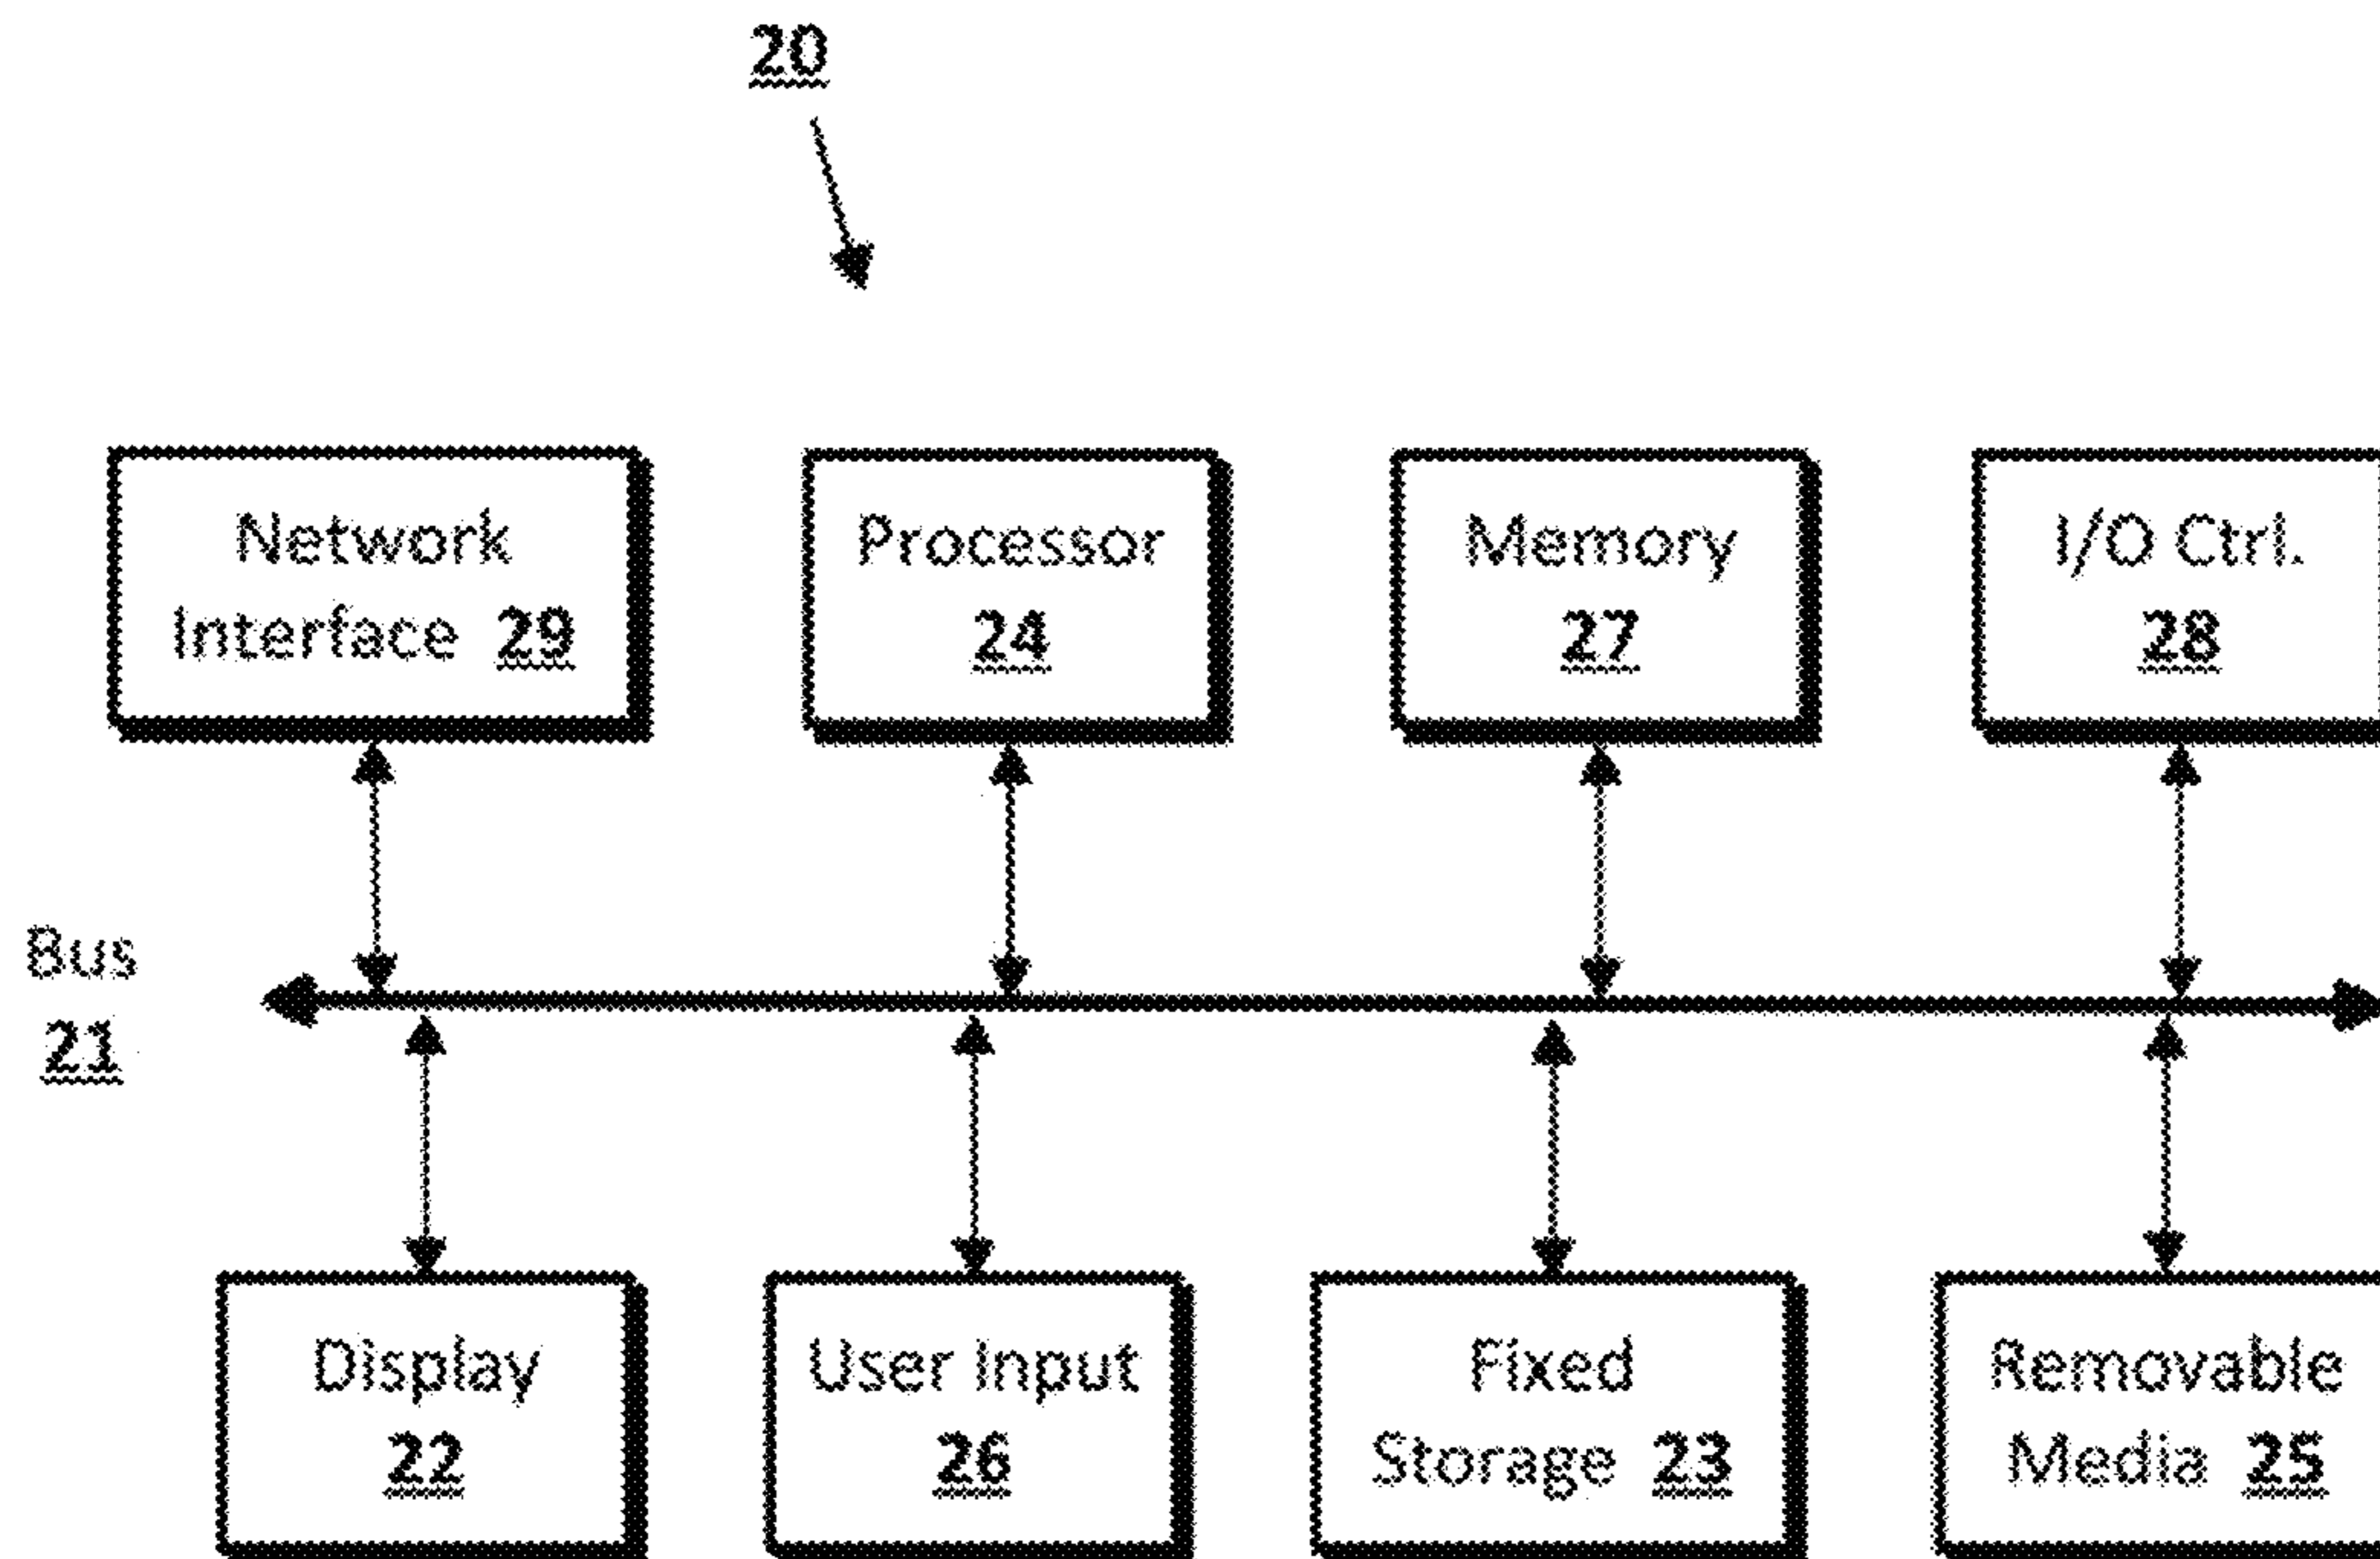 20
Network
Interface 29
Processor
24
Memory
27
I/O Ctrl.
28
Bus
21
Display
22
User Input
26
Fixed
Storage 23
Removable
Media 25